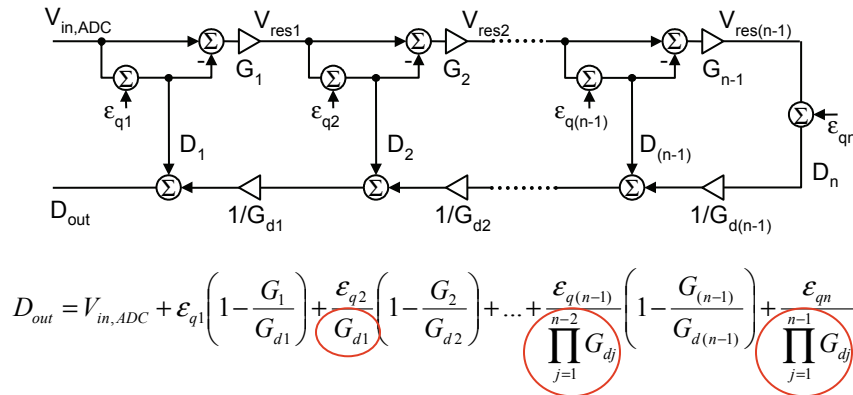 V_in,ADC Σ V_res1 Σ V_res2 Σ V_res(n-1)
- G_1 - G_2 - G_n-1
Σ Σ Σ
ε_q1 ε_q2 ε_q(n-1) Σ ε_qn
D_1 D_2 D_(n-1) D_n
Σ Σ Σ
D_out 1/G_d1 1/G_d2 1/G_d(n-1)
D_out = V_in,ADC + ε_q1 (1 - G_1/G_d1) + ε_q2/G_d1 (1 - G_2/G_d2) + ... + ε_q(n-1)/∏_{j=1}^{n-2} G_dj (1 - G_(n-1)/G_d(n-1)) + ε_qn/∏_{j=1}^{n-1} G_dj